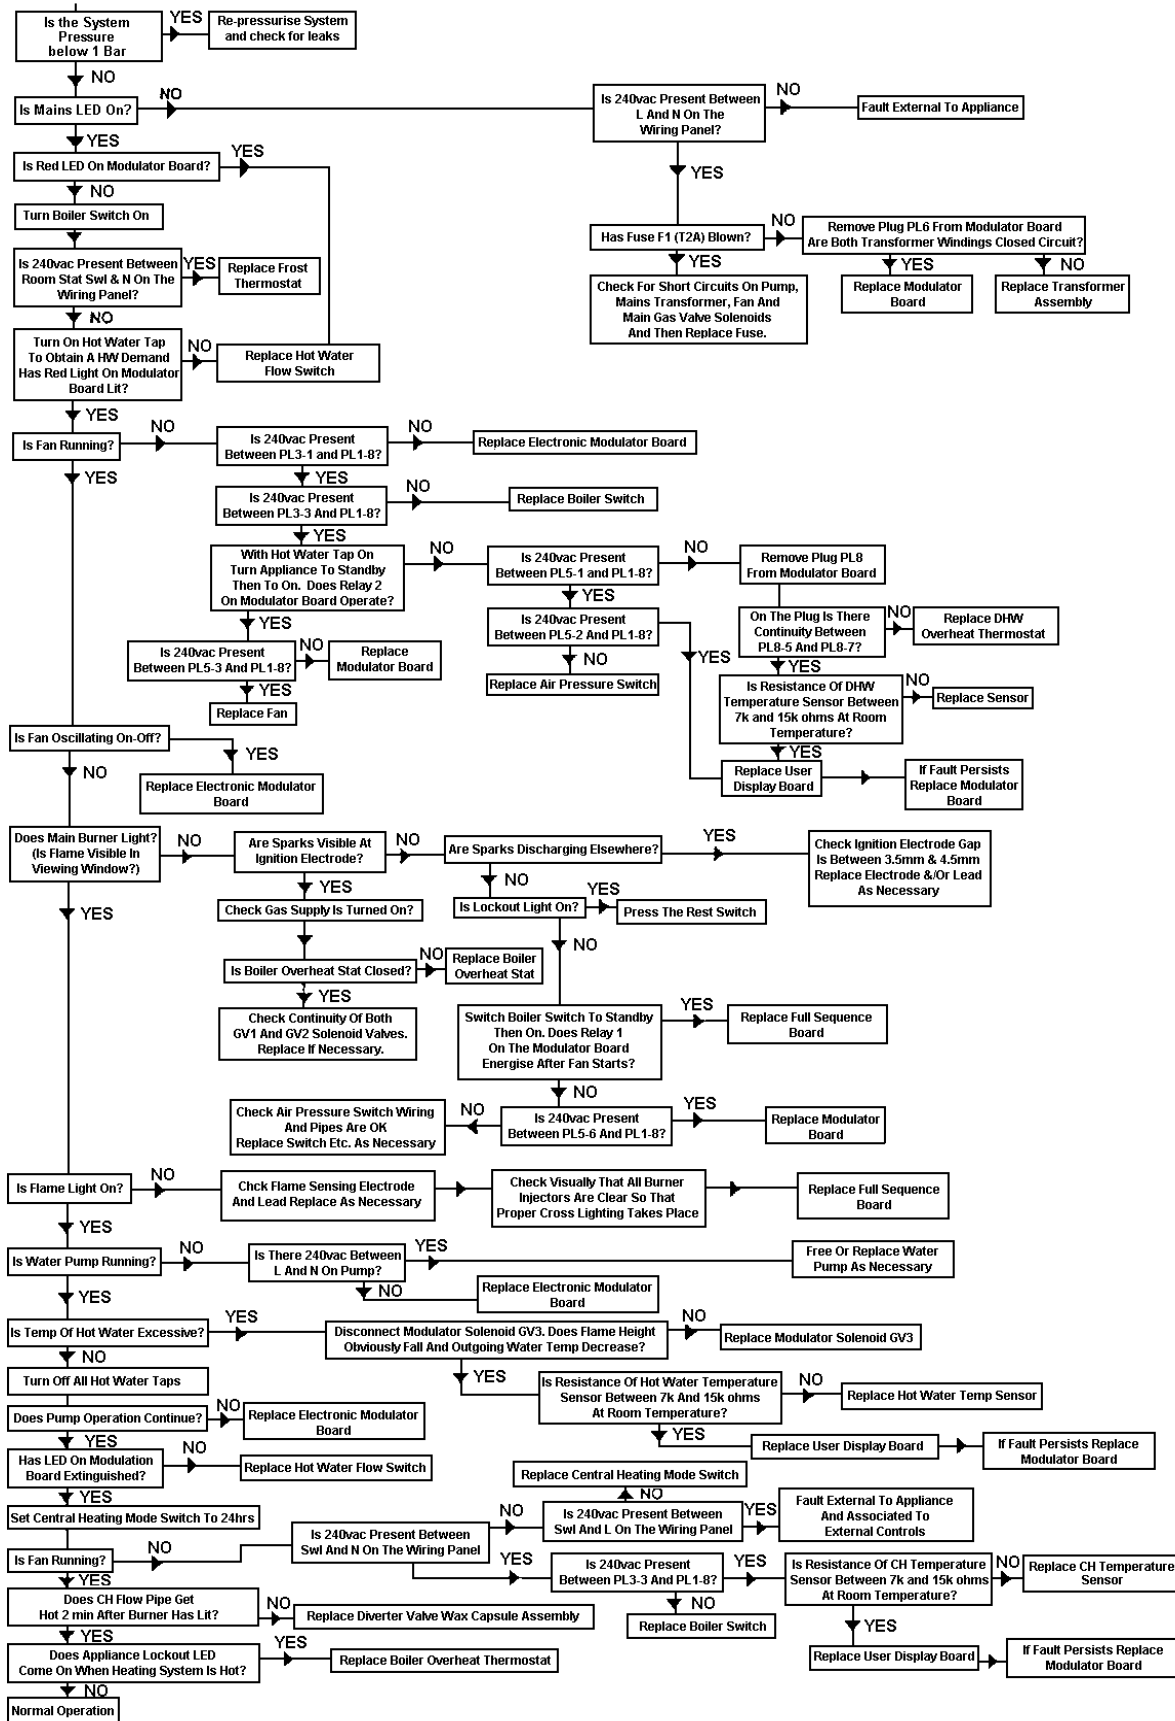 Is the System
Pressure
below 1 Bar
YES
Re-pressurise System
and check for leaks
NO
Is Mains LED On?
NO
Is 240vac Present Between
L And N On The
Wiring Panel?
NO
Fault External To Appliance
YES
YES
Is Red LED On Modulator Board?
YES
NO
Turn Boiler Switch On
Has Fuse F1 (T2A) Blown?
NO
Remove Plug PL6 From Modulator Board
Are Both Transformer Windings Closed Circuit?
YES
Check For Short Circuits On Pump,
Mains Transformer, Fan And
Main Gas Valve Solenoids
And Then Replace Fuse.
YES
Replace Modulator
Board
NO
Replace Transformer
Assembly
Is 240vac Present Between
Room Stat Swl & N On The
Wiring Panel?
YES
Replace Frost
Thermostat
NO
Turn On Hot Water Tap
To Obtain A HW Demand
Has Red Light On Modulator
Board Lit?
NO
Replace Hot Water
Flow Switch
YES
Is Fan Running?
NO
Is 240vac Present
Between PL3-1 and PL1-8?
NO
Replace Electronic Modulator Board
YES
YES
Is 240vac Present
Between PL3-3 And PL1-8?
NO
Replace Boiler Switch
YES
With Hot Water Tap On
Turn Appliance To Standby
Then To On. Does Relay 2
On Modulator Board Operate?
NO
Is 240vac Present
Between PL5-1 and PL1-8?
NO
Remove Plug PL8
From Modulator Board
YES
YES
Is 240vac Present
Between PL5-2 And PL1-8?
YES
On The Plug Is There
Continuity Between
PL8-5 And PL8-7?
NO
Replace DHW
Overheat Thermostat
Is 240vac Present
Between PL5-3 And PL1-8?
NO
Replace
Modulator Board
NO
Replace Air Pressure Switch
YES
Is Resistance Of DHW
Temperature Sensor Between
7k and 15k ohms At Room
Temperature?
NO
Replace Sensor
YES
Replace Fan
YES
Replace User
Display Board
If Fault Persists
Replace Modulator
Board
Is Fan Oscillating On-Off?
YES
Replace Electronic Modulator
Board
NO
Does Main Burner Light?
(Is Flame Visible In
Viewing Window?)
NO
Are Sparks Visible At
Ignition Electrode?
NO
Are Sparks Discharging Elsewhere?
YES
Check Ignition Electrode Gap
Is Between 3.5mm & 4.5mm
Replace Electrode &/Or Lead
As Necessary
YES
YES
Check Gas Supply Is Turned On?
NO
Is Lockout Light On?
YES
Press The Rest Switch
NO
Is Boiler Overheat Stat Closed?
NO
Replace Boiler
Overheat Stat
YES
Check Continuity Of Both
GV1 And GV2 Solenoid Valves.
Replace If Necessary.
Switch Boiler Switch To Standby
Then On. Does Relay 1
On The Modulator Board
Energise After Fan Starts?
YES
Replace Full Sequence
Board
NO
Check Air Pressure Switch Wiring
And Pipes Are OK
Replace Switch Etc. As Necessary
NO
Is 240vac Present
Between PL5-6 And PL1-8?
YES
Replace Modulator
Board
Is Flame Light On?
NO
Chck Flame Sensing Electrode
And Lead Replace As Necessary
Check Visually That All Burner
Injectors Are Clear So That
Proper Cross Lighting Takes Place
Replace Full Sequence
Board
YES
Is Water Pump Running?
NO
Is There 240vac Between
L And N On Pump?
YES
Free Or Replace Water
Pump As Necessary
NO
Replace Electronic Modulator
Board
YES
Is Temp Of Hot Water Excessive?
YES
Disconnect Modulator Solenoid GV3. Does Flame Height
Obviously Fall And Outgoing Water Temp Decrease?
NO
Replace Modulator Solenoid GV3
NO
Turn Off All Hot Water Taps
YES
Is Resistance Of Hot Water Temperature
Sensor Between 7k And 15k ohms
At Room Temperature?
NO
Replace Hot Water Temp Sensor
Does Pump Operation Continue?
NO
Replace Electronic Modulator
Board
YES
Replace User Display Board
If Fault Persists Replace
Modulator Board
YES
Has LED On Modulation
Board Extinguished?
NO
Replace Hot Water Flow Switch
Replace Central Heating Mode Switch
YES
Set Central Heating Mode Switch To 24hrs
NO
NO
Is 240vac Present Between
Swl And L On The Wiring Panel
YES
Fault External To Appliance
And Associated To
External Controls
Is 240vac Present Between
Swl And N On The Wiring Panel
Is Fan Running?
NO
YES
Is 240vac Present
Between PL3-3 And PL1-8?
YES
Is Resistance Of CH Temperature
Sensor Between 7k and 15k ohms
At Room Temperature?
NO
Replace CH Temperature
Sensor
YES
Does CH Flow Pipe Get
Hot 2 min After Burner Has Lit?
NO
Replace Diverter Valve Wax Capsule Assembly
NO
Replace Boiler Switch
YES
Replace User Display Board
If Fault Persists Replace
Modulator Board
YES
Does Appliance Lockout LED
Come On When Heating System Is Hot?
YES
Replace Boiler Overheat Thermostat
NO
Normal Operation